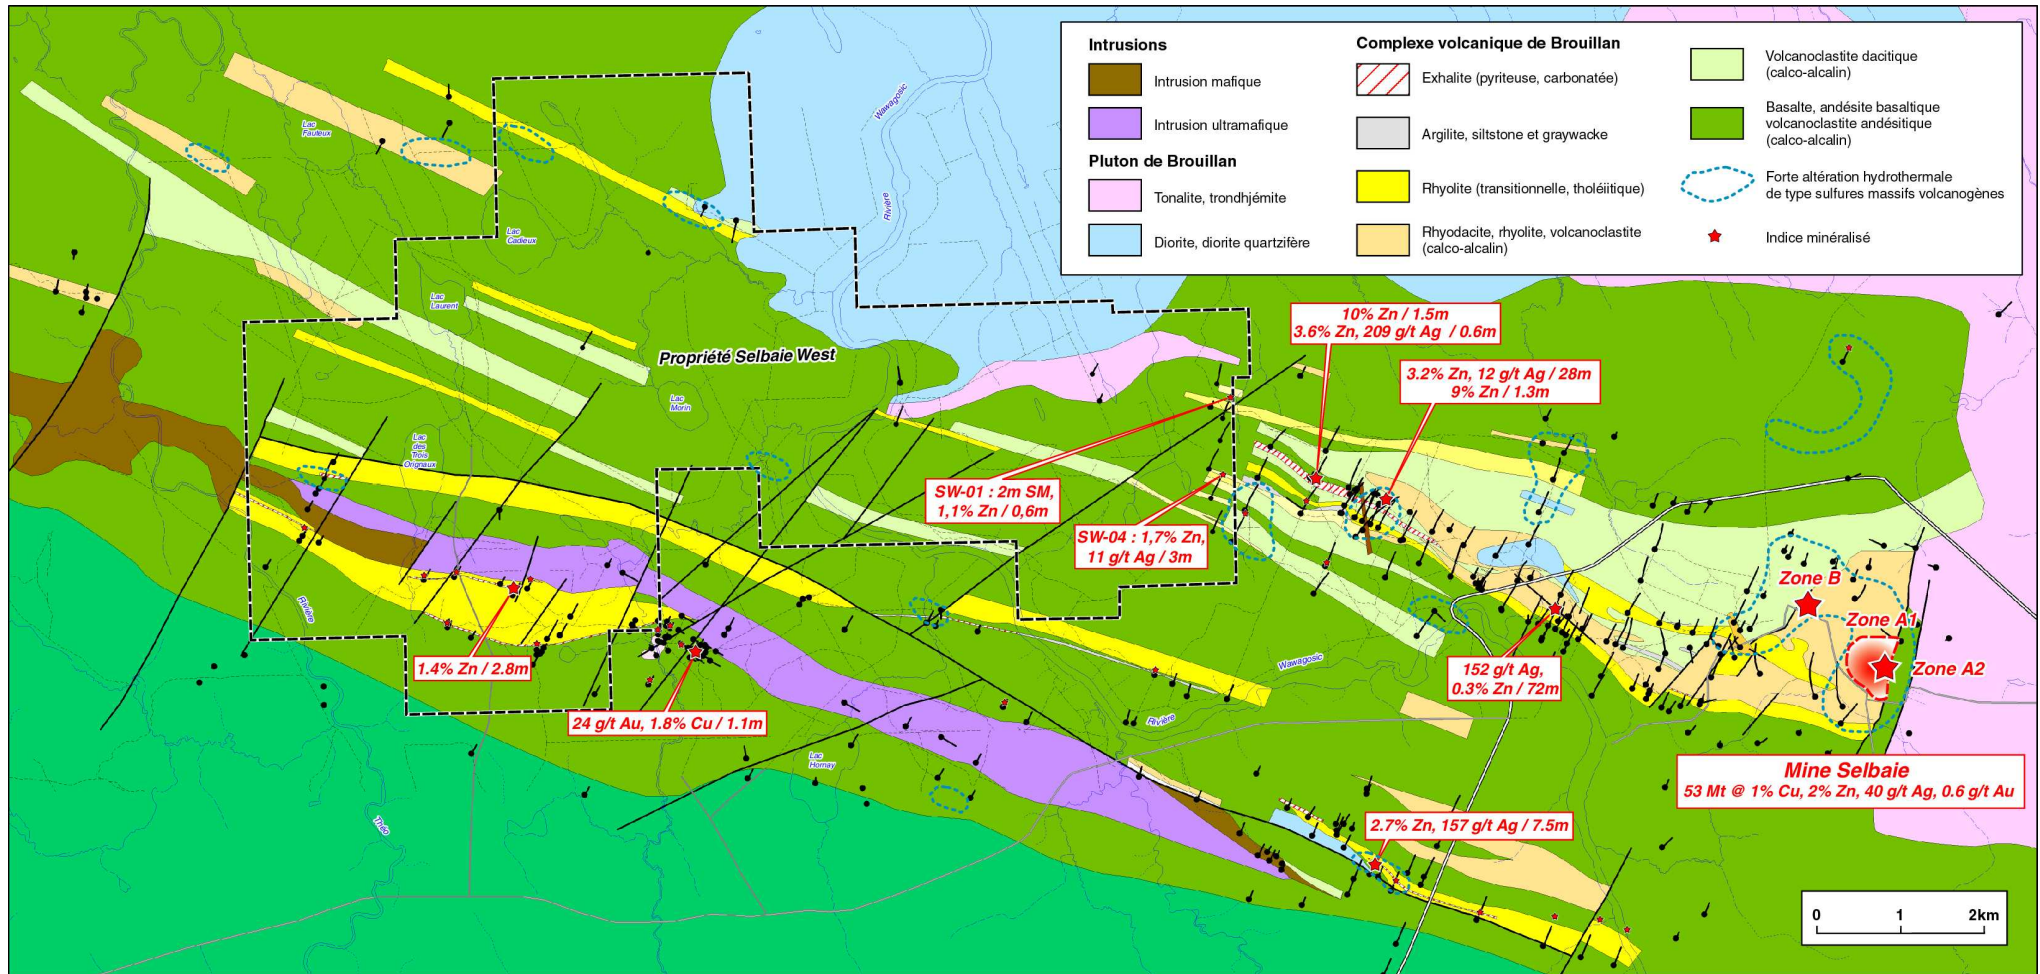 Intrusions
Intrusion mafique
Intrusion ultramafique
Pluton de Brouillan
Tonalite, trondhjémite
Diorite, diorite quartzifère
Complexe volcanique de Brouillan
Exhalite (pyriteuse, carbonatée)
Argilite, siltstone et graywacke
Rhyolite (transitionnelle, tholéiitique)
Rhyodacite, rhyolite, volcanoclastite
(calco-alcalin)
Volcanoclastite dacitique
(calco-alcalin)
Basalte, andésite basaltique
volcanoclastite andésitique
(calco-alcalin)
Forte altération hydrothermale
de type sulfures massifs volcanogènes
Indice minéralisé
Lac
Fauteux
Wawagosic
Rivière
Lac
Cadieux
Lac
Laurent
Propriété Selbaie West
Lac
Morin
Lac
des
Trois
Orignaux
10% Zn / 1.5m
3.6% Zn, 209 g/t Ag / 0.6m
3.2% Zn, 12 g/t Ag / 28m
9% Zn / 1.3m
SW-01 : 2m SM,
1,1% Zn / 0,6m
SW-04 : 1,7% Zn,
11 g/t Ag / 3m
Zone B
Zone A1
Zone A2
Rivière
Théo
1.4% Zn / 2.8m
24 g/t Au, 1.8% Cu / 1.1m
Wawagosic
Rivière
152 g/t Ag,
0.3% Zn / 72m
Lac
Hornay
Mine Selbaie
53 Mt @ 1% Cu, 2% Zn, 40 g/t Ag, 0.6 g/t Au
2.7% Zn, 157 g/t Ag / 7.5m
0 1 2km